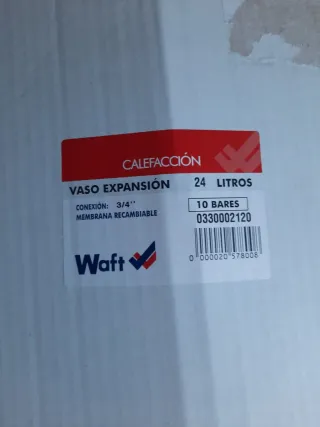 CALEFACCIÓN
VASO EXPANSIÓN 24 LITROS
CONEXIÓN: 3/4'' 10 BARES
MEMBRANA RECAMBIABLE 0330002120
Waft
0 000020 578008